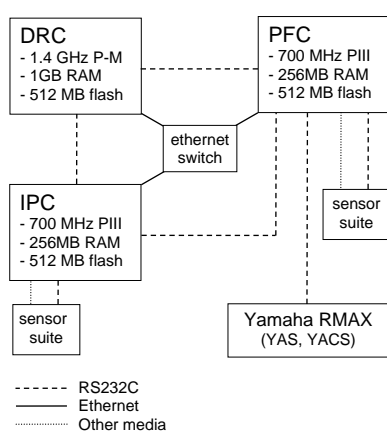 DRC
- 1.4 GHz P-M
- 1GB RAM
- 512 MB flash
PFC
- 700 MHz PIII
- 256MB RAM
- 512 MB flash
ethernet
switch
IPC
- 700 MHz PIII
- 256MB RAM
- 512 MB flash
sensor
suite
sensor
suite
Yamaha RMAX
(YAS, YACS)
RS232C
Ethernet
Other media